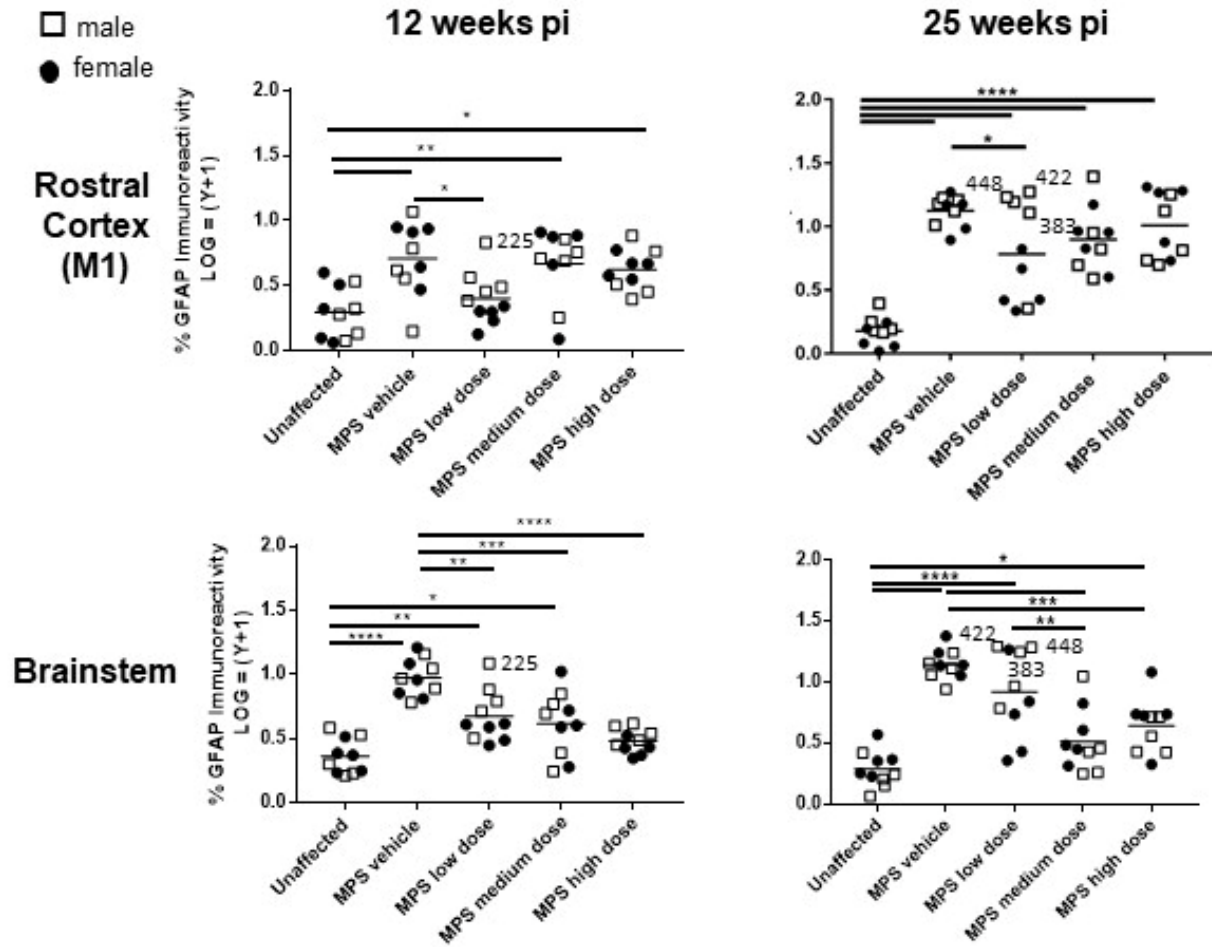 male
female
12 weeks pi
25 weeks pi
Rostral
Cortex
(M1)
% GFAP Immunoreactivity
LOG = (Y+1)
2.0
1.5
1.0
0.5
0.0
*
**
*
225
Unaffected
MPS vehicle
MPS low dose
MPS medium dose
MPS high dose
2.0
1.5
1.0
0.5
0.0
****
*
448
422
383
Unaffected
MPS vehicle
MPS low dose
MPS medium dose
MPS high dose
Brainstem
% GFAP Immunoreactivity
LOG = (Y+1)
2.0
1.5
1.0
0.5
0.0
****
***
**
*
**
****
225
Unaffected
MPS vehicle
MPS low dose
MPS medium dose
MPS high dose
2.0
1.5
1.0
0.5
0.0
*
****
***
**
422
448
383
Unaffected
MPS vehicle
MPS low dose
MPS medium dose
MPS high dose